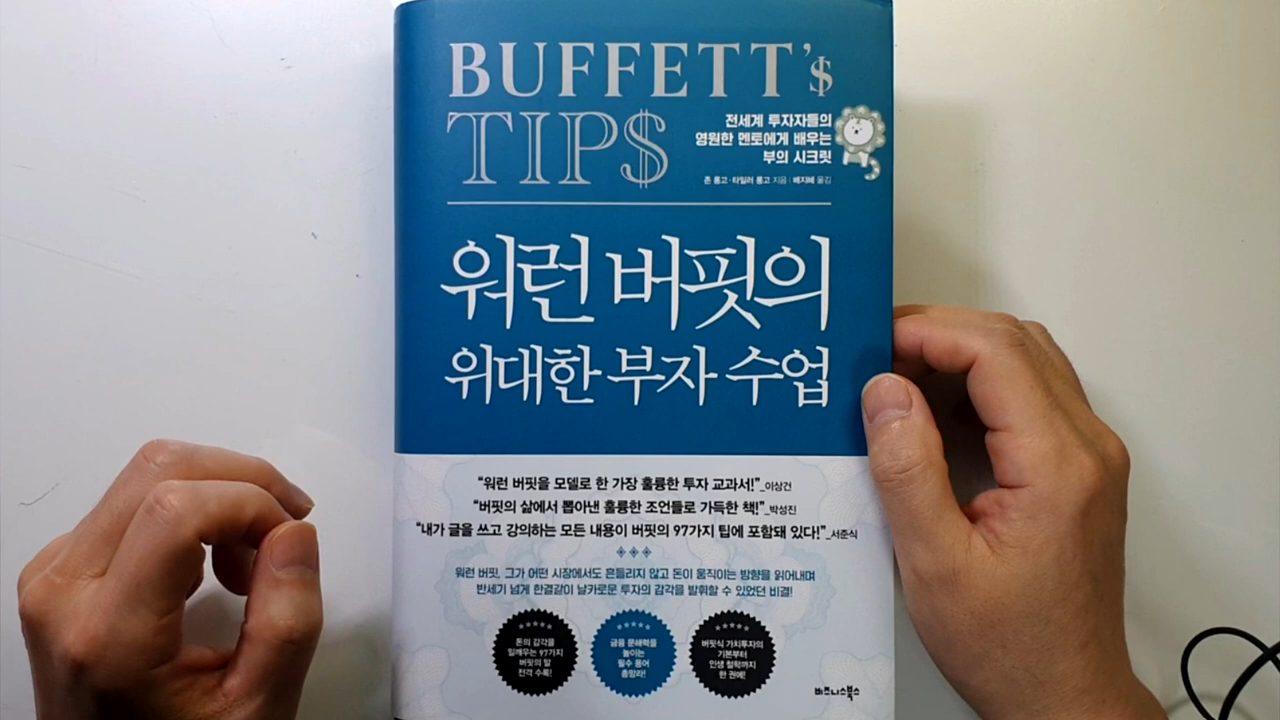 BUFFETT's
TIP$
전세계 투자자들의
영원한 멘토에게 배우는
부의 시크릿
존 롱고·타일러 롱고 지음 | 배지혜 옮김
워런 버핏의
위대한 부자 수업
“워런 버핏을 모델로 한 가장 훌륭한 투자 교과서!”_이상건
“버핏의 삶에서 뽑아낸 훌륭한 조언들로 가득한 책!”_박성진
“내가 글을 쓰고 강의하는 모든 내용이 버핏의 97가지 팁에 포함돼 있다!”_서준식
워런 버핏, 그가 어떤 시장에서도 흔들리지 않고 돈이 움직이는 방향을 읽어내며
반세기 넘게 한결같이 날카로운 투자의 감각을 발휘할 수 있었던 비결!
돈의 감각을
일깨우는 97가지
버핏의 말
전격 수록!
금융 문해력을
높이는
필수 용어
총망라!
버핏식 가치투자의
기본부터
인생 철학까지
한 권에!
비즈니스북스